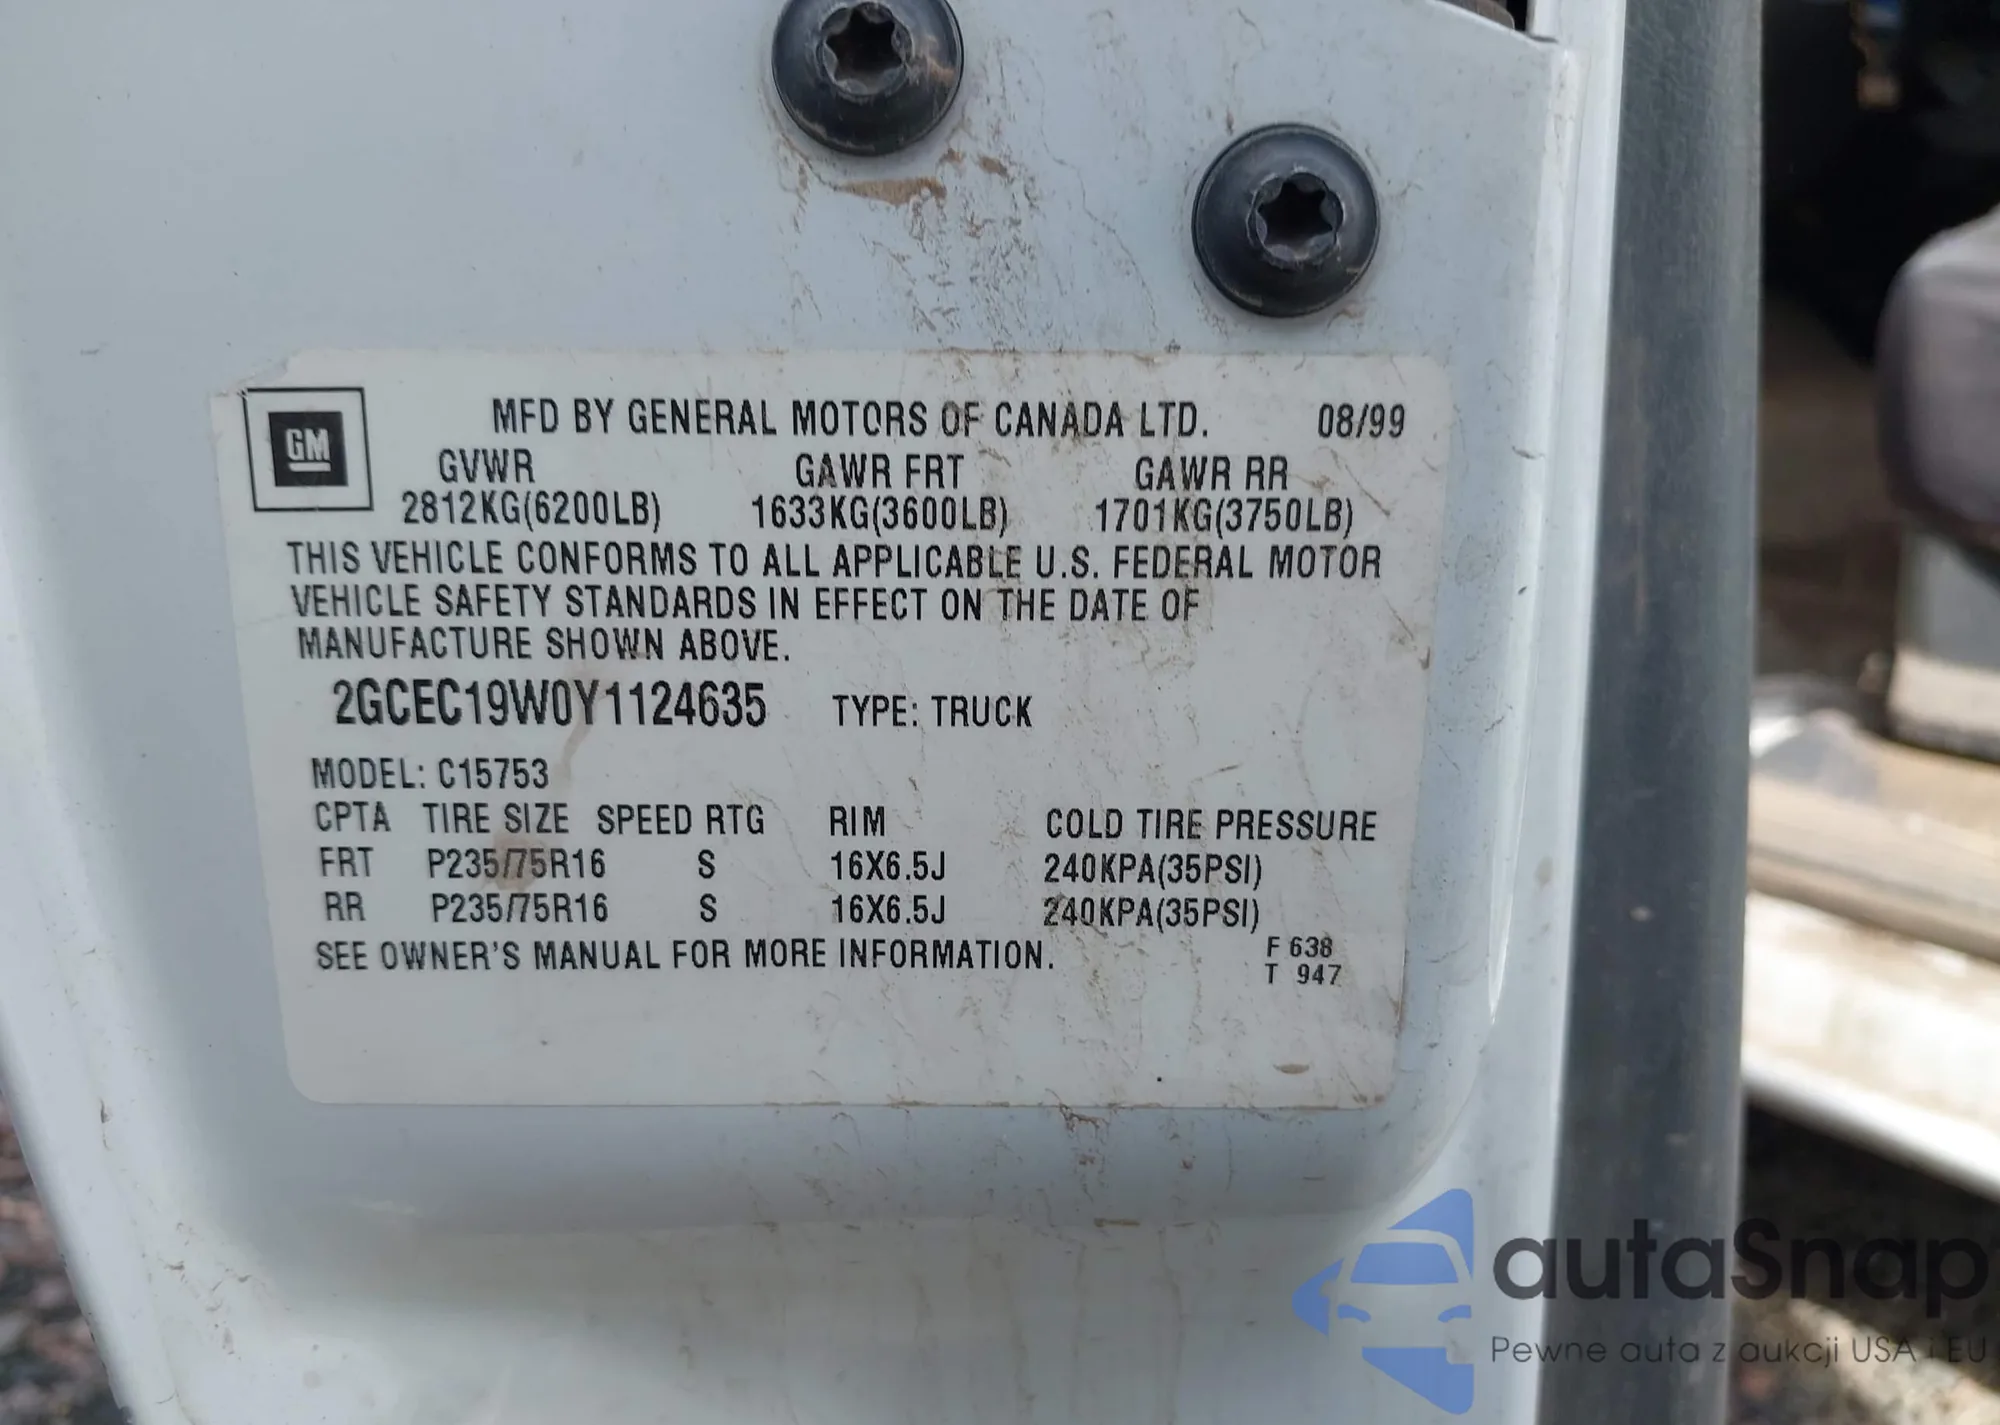 GM
MFD BY GENERAL MOTORS OF CANADA LTD. 08/99
GVWR GAWR FRT GAWR RR
2812KG(6200LB) 1633KG(3600LB) 1701KG(3750LB)
THIS VEHICLE CONFORMS TO ALL APPLICABLE U.S. FEDERAL MOTOR
VEHICLE SAFETY STANDARDS IN EFFECT ON THE DATE OF
MANUFACTURE SHOWN ABOVE.
2GCEC19W0Y1124635 TYPE: TRUCK
MODEL: C15753
CPTA TIRE SIZE SPEED RTG RIM COLD TIRE PRESSURE
FRT P235/75R16 S 16X6.5J 240KPA(35PSI)
RR P235/75R16 S 16X6.5J 240KPA(35PSI)
SEE OWNER'S MANUAL FOR MORE INFORMATION. F 638
T 947
autaSnap
Pewne auta z aukcji USA i EU